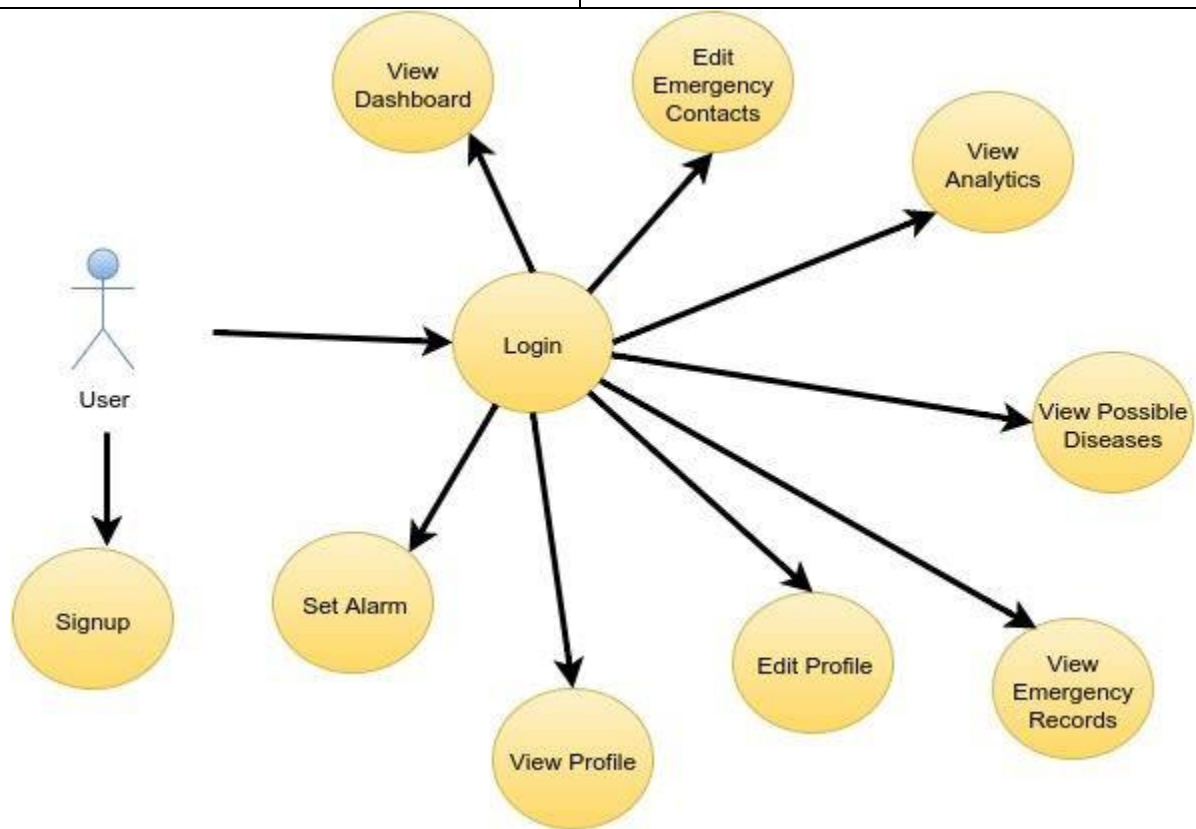 View
Dashboard
Edit
Emergency
Contacts
View
Analytics
Login
User
View Possible
Diseases
Signup
Set Alarm
Edit Profile
View
Emergency
Records
View Profile